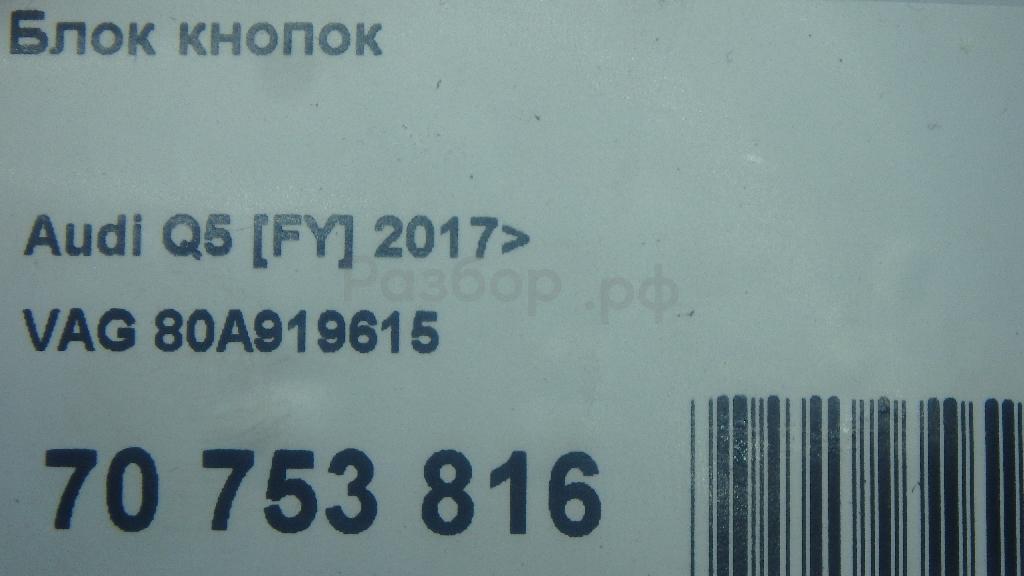 Блок кнопок
Audi Q5 [FY] 2017>
Разбор.рф
VAG 80A919615
70 753 816